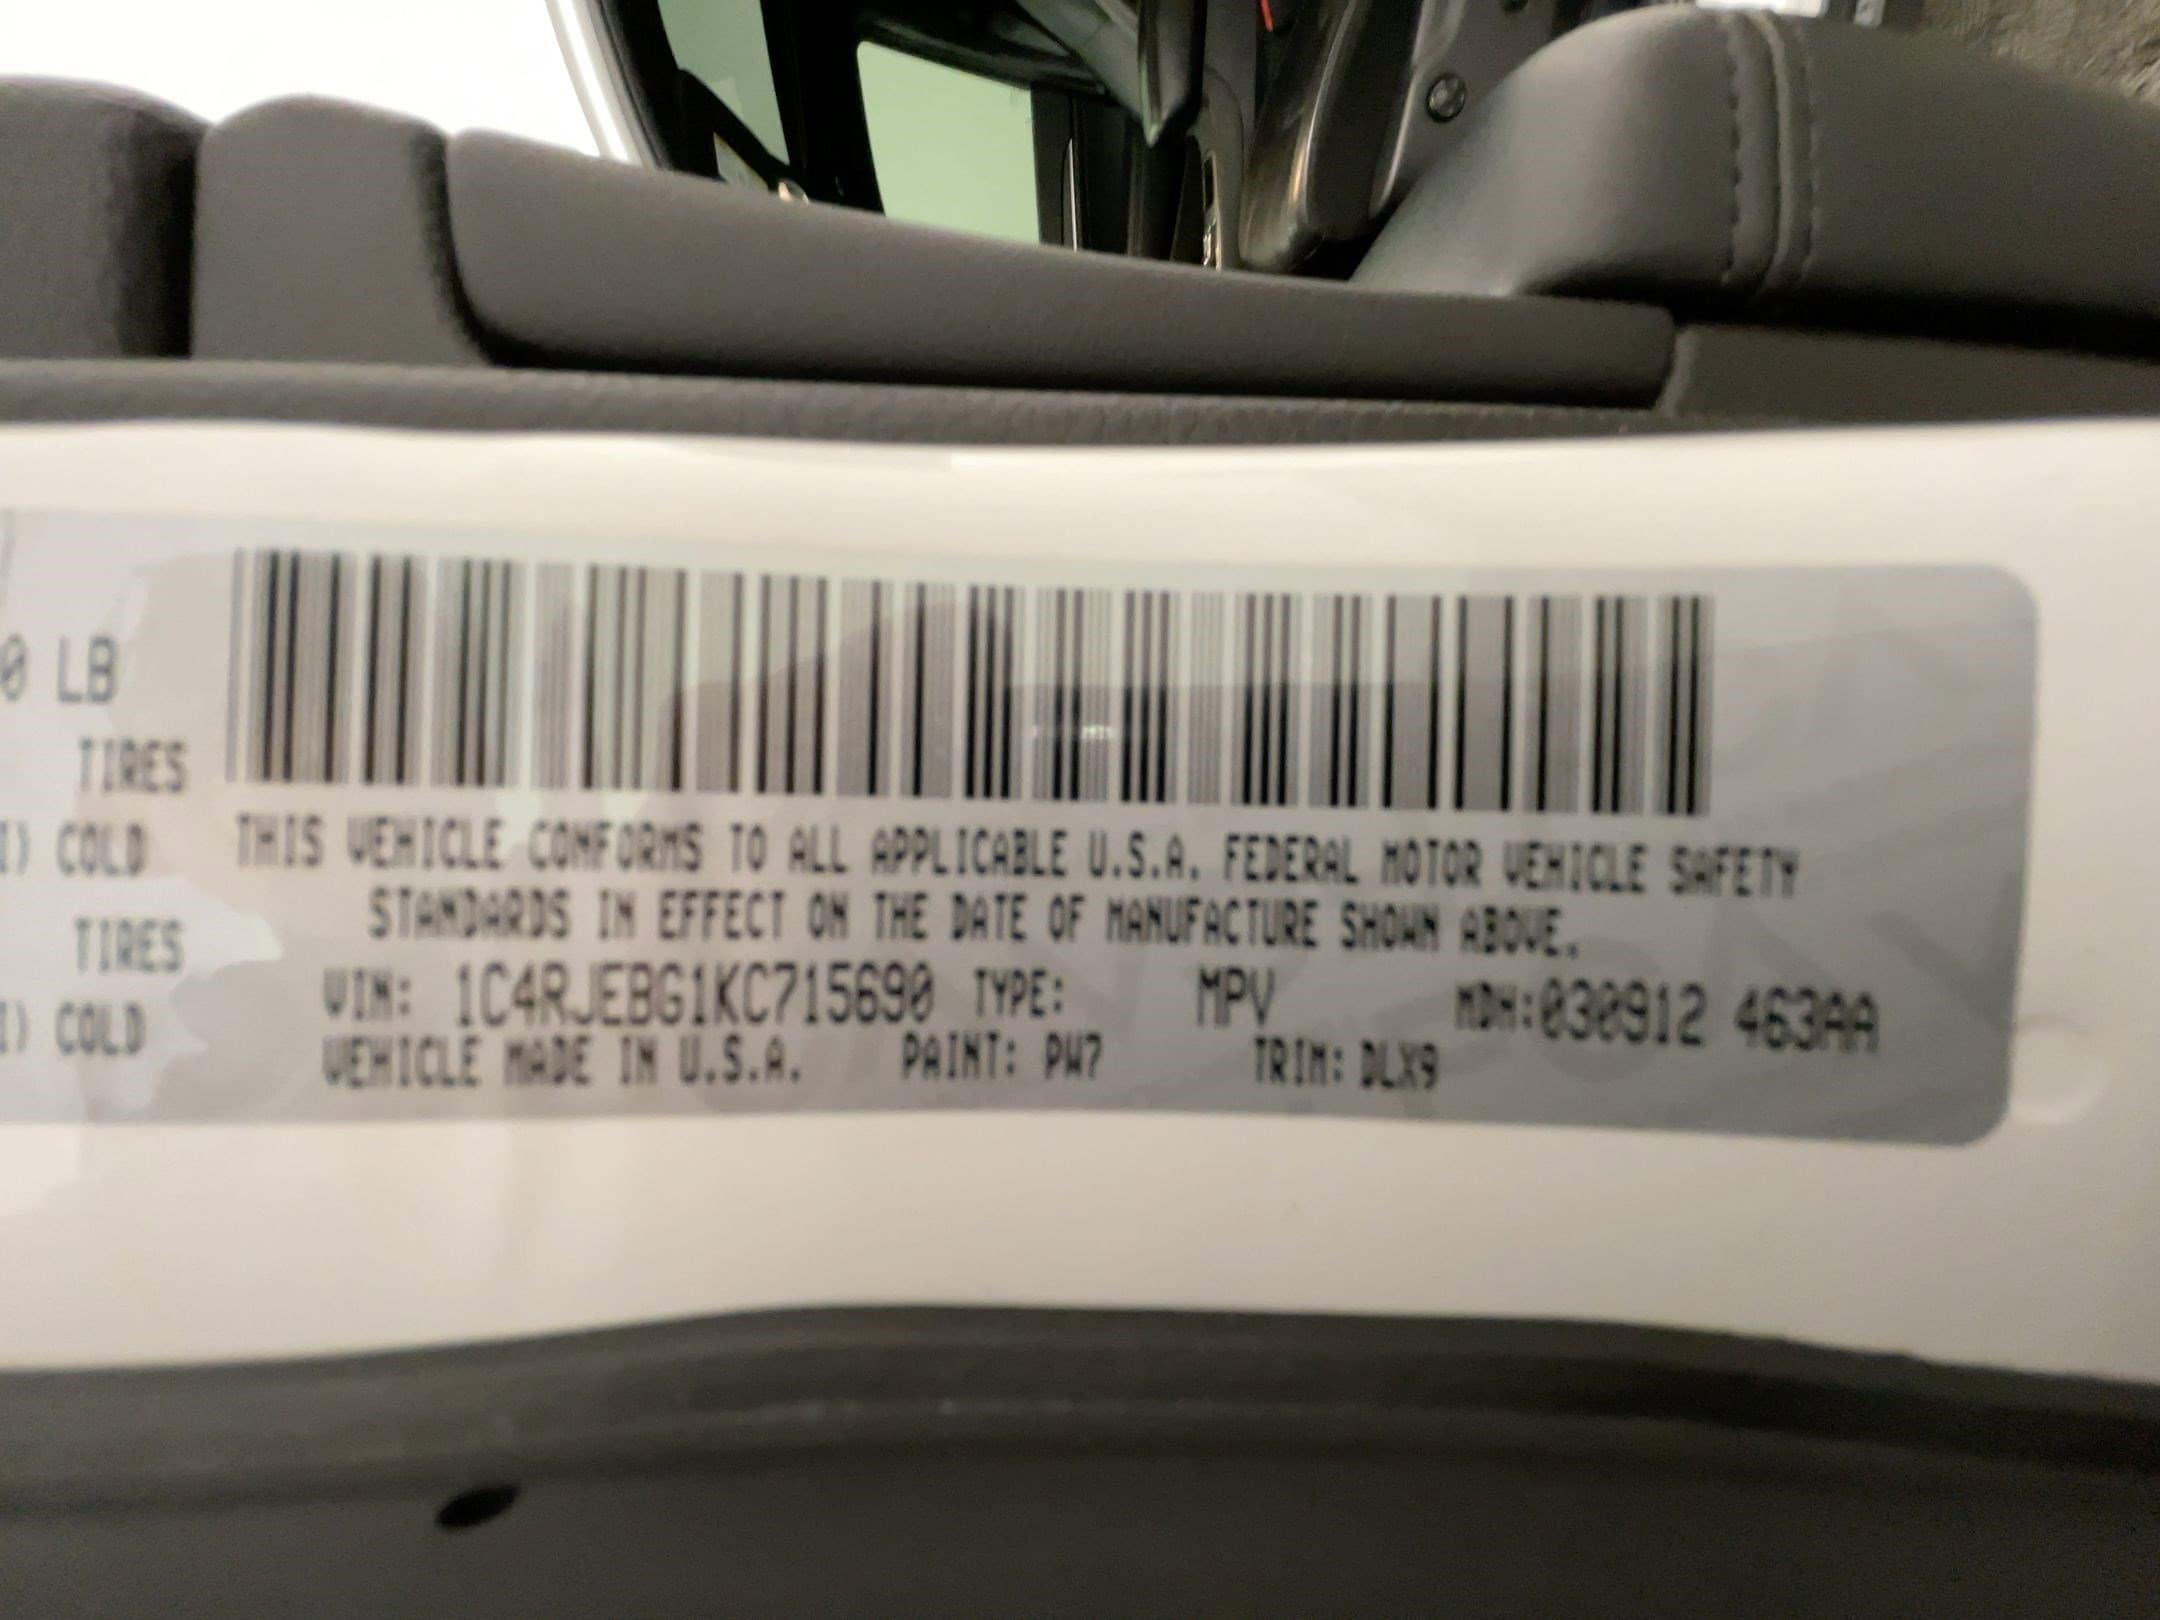 0 LB
TIRES
I) COLD
TIRES
I) COLD
THIS VEHICLE CONFORMS TO ALL APPLICABLE U.S.A. FEDERAL MOTOR VEHICLE SAFETY
STANDARDS IN EFFECT ON THE DATE OF MANUFACTURE SHOWN ABOVE.
VIN: 1C4RJEBG1KC715690 TYPE: MPV MDH:030912 463AA
VEHICLE MADE IN U.S.A. PAINT: PW7 TRIM: DLX9